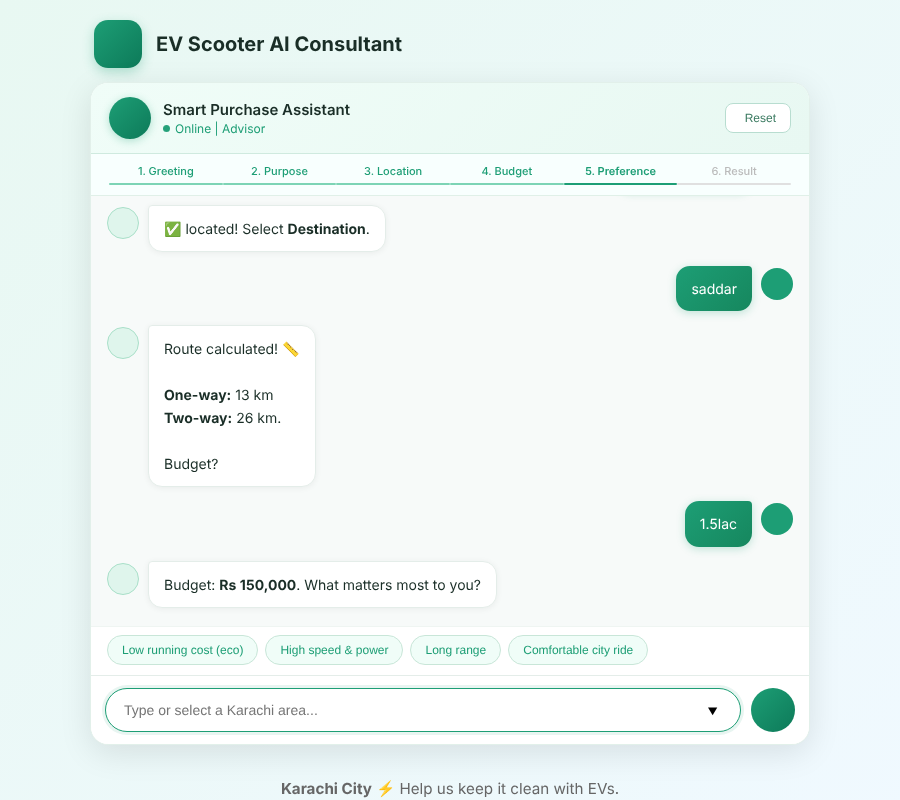 EV Scooter AI Consultant
Smart Purchase Assistant
Online | Advisor
Reset
1. Greeting
2. Purpose
3. Location
4. Budget
5. Preference
6. Result
✅ located! Select Destination.
saddar
Route calculated! 📏
One-way: 13 km
Two-way: 26 km.
Budget?
1.5lac
Budget: Rs 150,000. What matters most to you?
Low running cost (eco)
High speed & power
Long range
Comfortable city ride
Type or select a Karachi area...
Karachi City ⚡ Help us keep it clean with EVs.